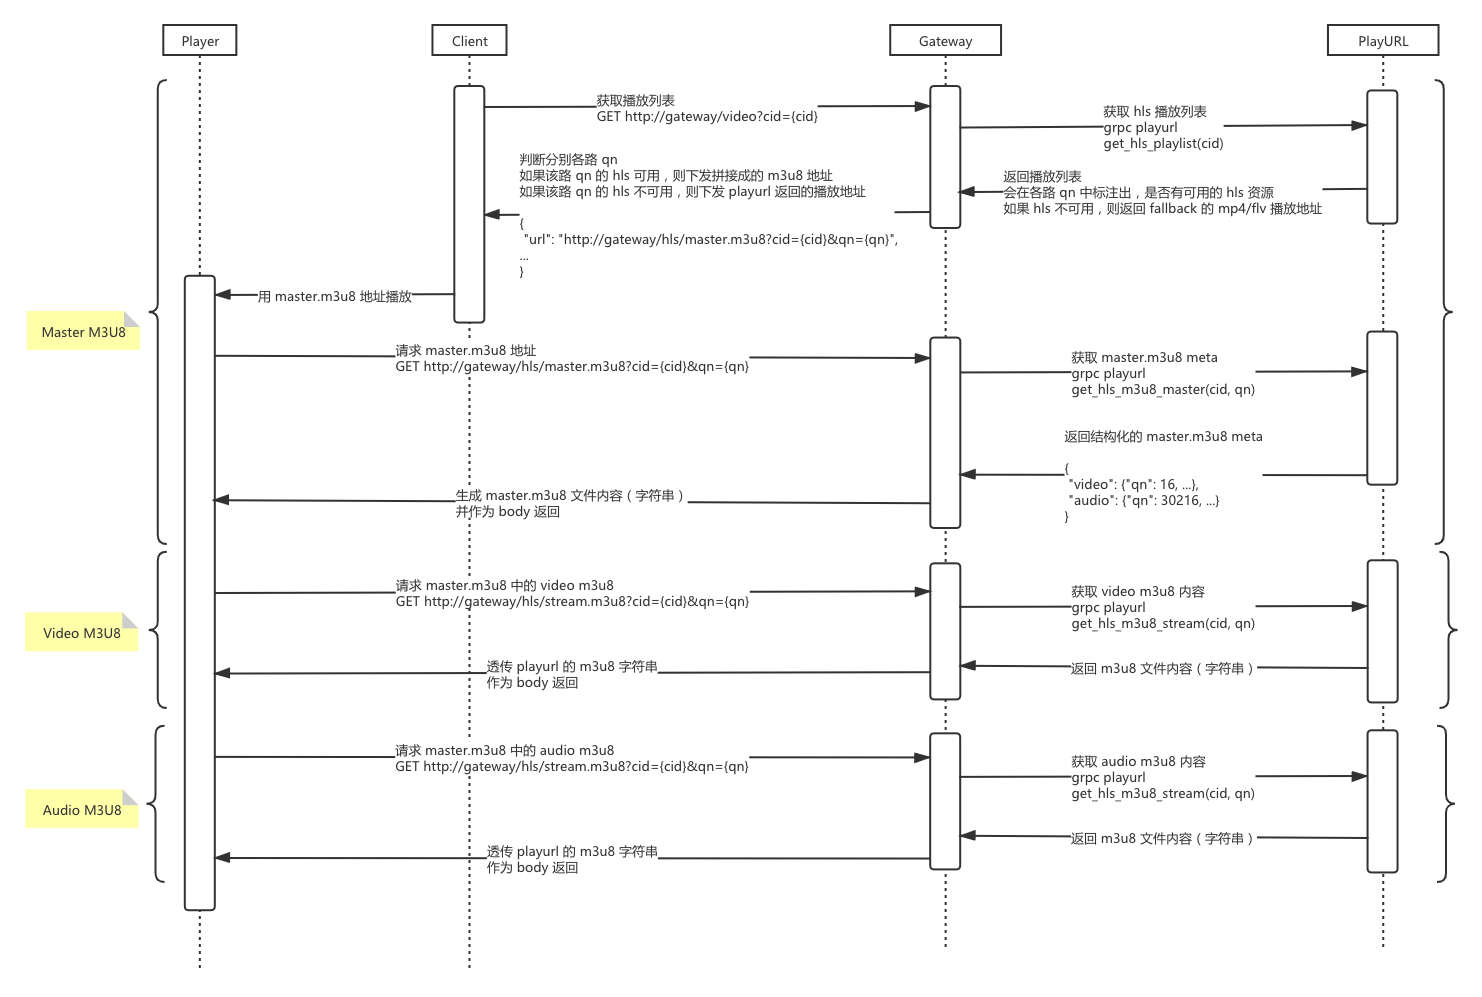 Player
Client
Gateway
PlayURL
获取播放列表
GET http://gateway/video?cid={cid}
获取 hls 播放列表
grpc playurl
get_hls_playlist(cid)
返回播放列表
会在各路 qn 中标注出，是否有可用的 hls 资源
如果 hls 不可用，则返回 fallback 的 mp4/flv 播放地址
判断分别各路 qn
如果该路 qn 的 hls 可用，则下发拼接成的 m3u8 地址
如果该路 qn 的 hls 不可用，则下发 playurl 返回的播放地址
{
"url": "http://gateway/hls/master.m3u8?cid={cid}&qn={qn}",
...
}
用 master.m3u8 地址播放
Master M3U8
请求 master.m3u8 地址
GET http://gateway/hls/master.m3u8?cid={cid}&qn={qn}
获取 master.m3u8 meta
grpc playurl
get_hls_m3u8_master(cid, qn)
返回结构化的 master.m3u8 meta
{
"video": {"qn": 16, ...},
"audio": {"qn": 30216, ...}
}
生成 master.m3u8 文件内容（字符串）
并作为 body 返回
请求 master.m3u8 中的 video m3u8
GET http://gateway/hls/stream.m3u8?cid={cid}&qn={qn}
获取 video m3u8 内容
grpc playurl
get_hls_m3u8_stream(cid, qn)
Video M3U8
返回 m3u8 文件内容（字符串）
透传 playurl 的 m3u8 字符串
作为 body 返回
请求 master.m3u8 中的 audio m3u8
GET http://gateway/hls/stream.m3u8?cid={cid}&qn={qn}
获取 audio m3u8 内容
grpc playurl
get_hls_m3u8_stream(cid, qn)
Audio M3U8
返回 m3u8 文件内容（字符串）
透传 playurl 的 m3u8 字符串
作为 body 返回